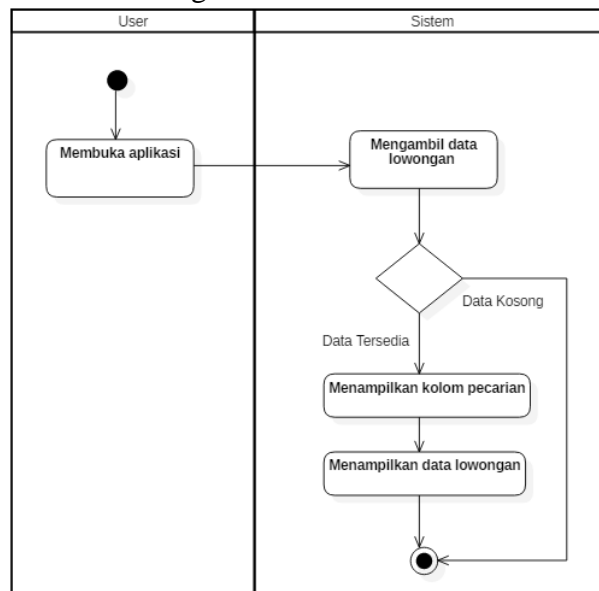 User
Sistem
Membuka aplikasi
Mengambil data
lowongan
Data Kosong
Data Tersedia
Menampilkan kolom pecarian
Menampilkan data lowongan